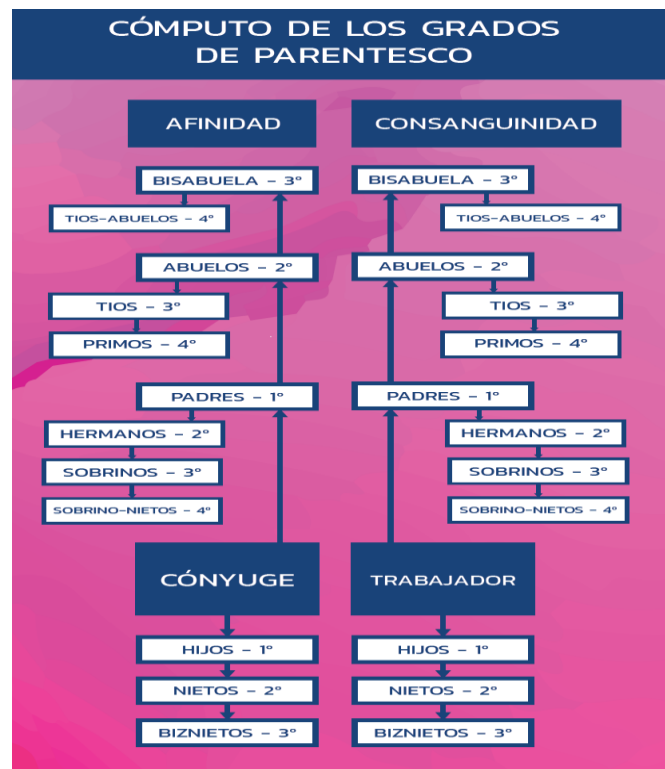 CÓMPUTO DE LOS GRADOS
DE PARENTESCO
AFINIDAD
BISABUELA - 3º
TIOS-ABUELOS - 4º
ABUELOS - 2º
TIOS - 3º
PRIMOS - 4º
PADRES - 1º
HERMANOS - 2º
SOBRINOS - 3º
SOBRINO-NIETOS - 4º
CÓNYUGE
HIJOS - 1º
NIETOS - 2º
BIZNIETOS - 3º
CONSANGUINIDAD
BISABUELA - 3º
TIOS-ABUELOS - 4º
ABUELOS - 2º
TIOS - 3º
PRIMOS - 4º
PADRES - 1º
HERMANOS - 2º
SOBRINOS - 3º
SOBRINO-NIETOS - 4º
TRABAJADOR
HIJOS - 1º
NIETOS - 2º
BIZNIETOS - 3º